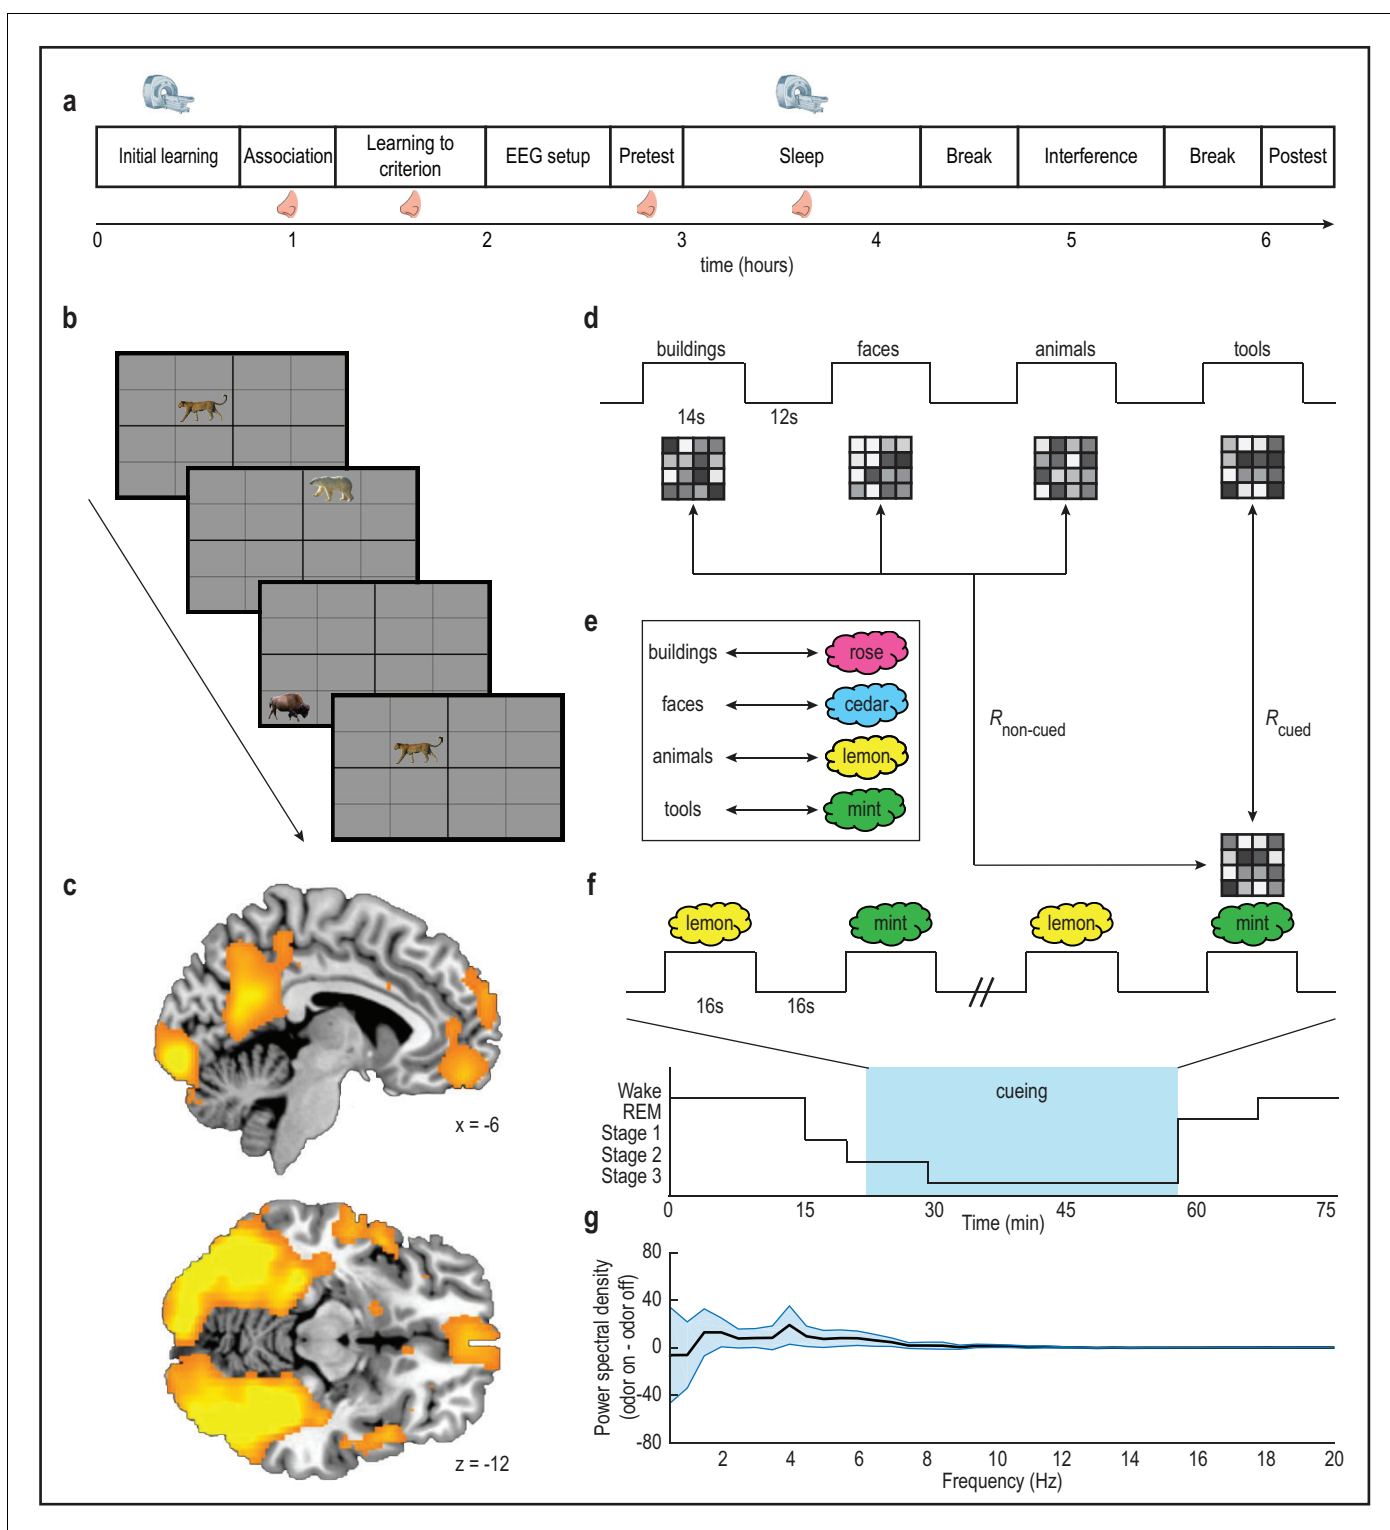 a
Initial learning
Association
Learning to
criterion
EEG setup
Pretest
Sleep
Break
Interference
Break
Postest
0
1
2
3
4
5
6
time (hours)
b
d
buildings
faces
animals
tools
14s
12s
e
buildings
rose
faces
cedar
animals
lemon
tools
mint
R non-cued
R cued
c
x = -6
z = -12
f
lemon
mint
lemon
mint
16s
16s
cueing
Wake
REM
Stage 1
Stage 2
Stage 3
0
15
30
45
60
75
Time (min)
g
Power spectral density
(odor on - odor off)
80
40
0
-40
-80
2
4
6
8
10
12
14
16
18
20
Frequency (Hz)